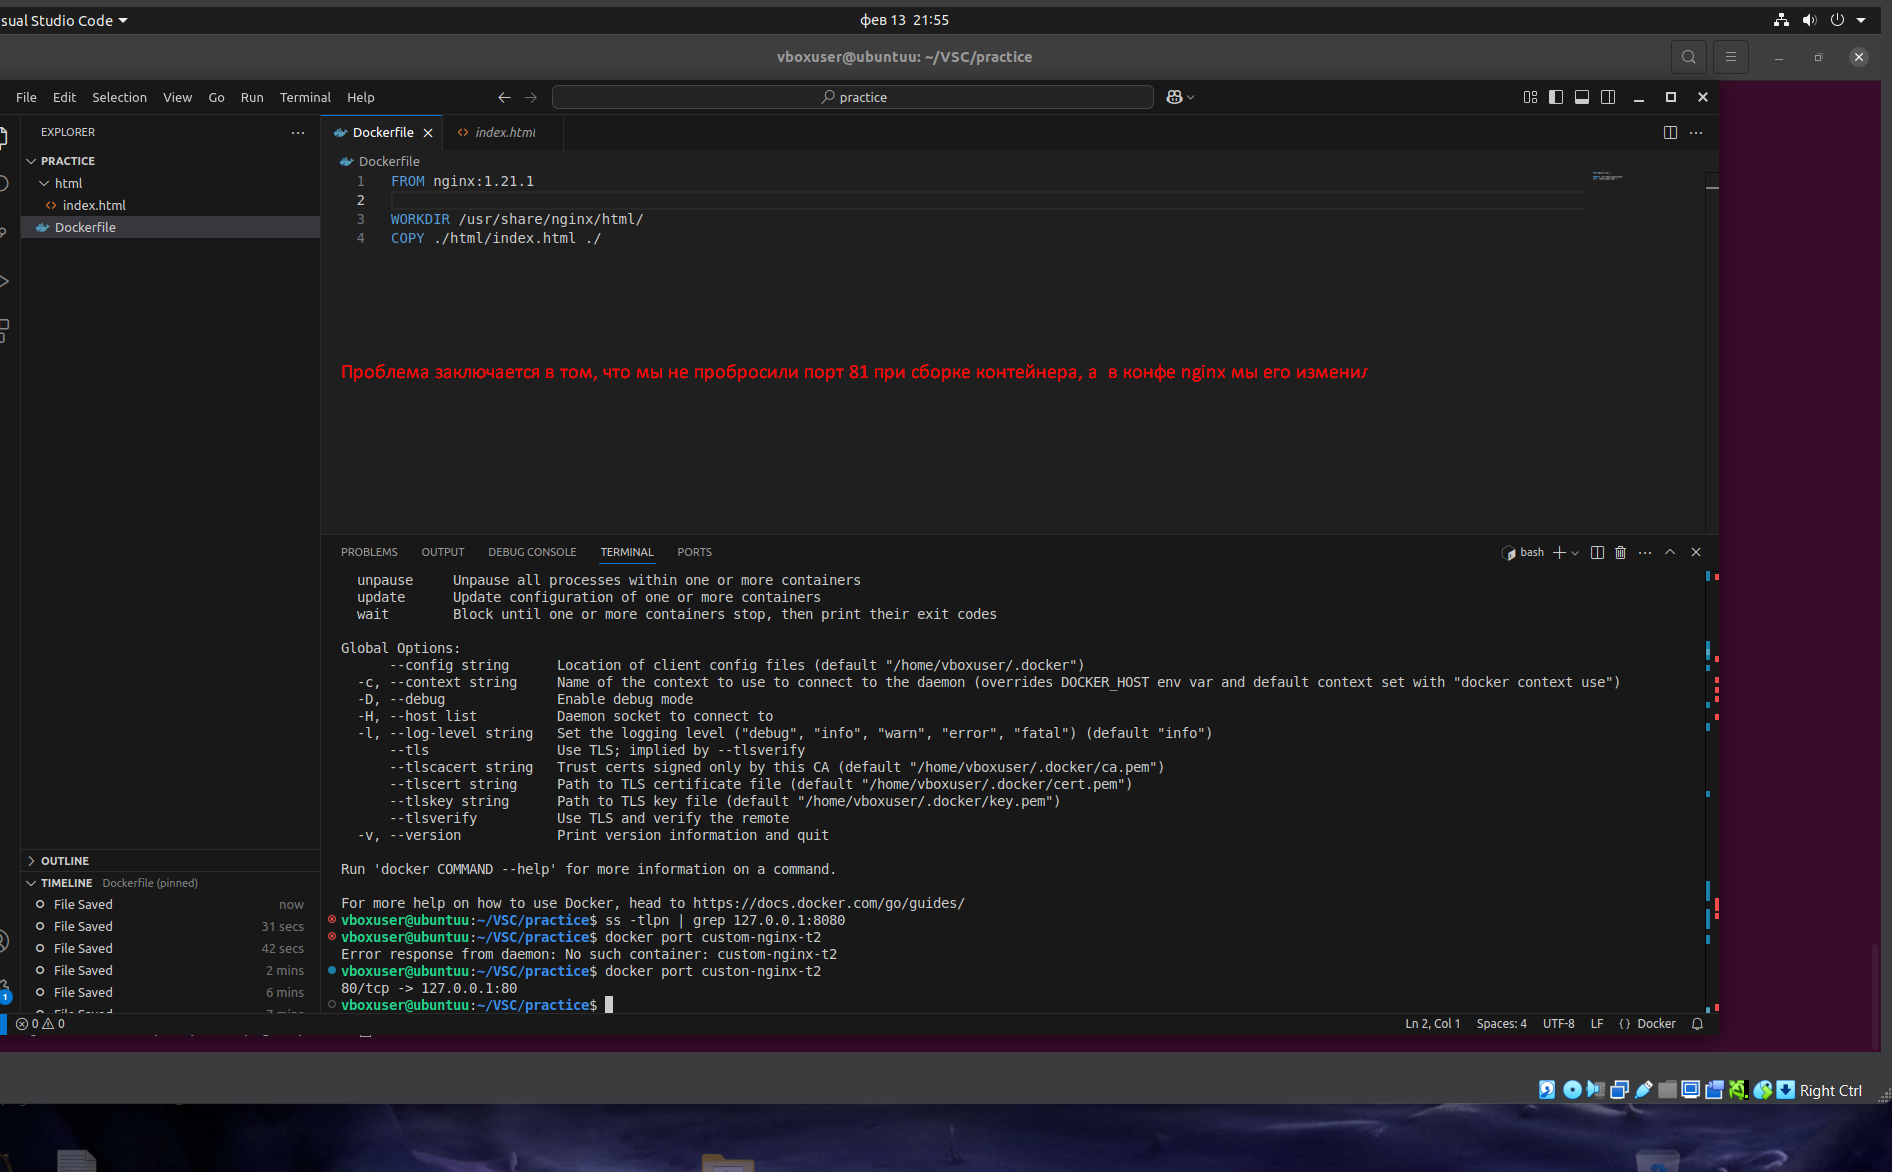 sual Studio Code
фев 13 21:55
vboxuser@ubuntuu: ~/VSC/practice
File Edit Selection View Go Run Terminal Help
practice
EXPLORER
PRACTICE
html
index.html
Dockerfile
Dockerfile
index.html
Dockerfile
1 FROM nginx:1.21.1
2
3 WORKDIR /usr/share/nginx/html/
4 COPY ./html/index.html ./
Проблема заключается в том, что мы не пробросили порт 81 при сборке контейнера, а в конфе nginx мы его изменил
PROBLEMS OUTPUT DEBUG CONSOLE TERMINAL PORTS
bash
unpause Unpause all processes within one or more containers
update Update configuration of one or more containers
wait Block until one or more containers stop, then print their exit codes
Global Options:
--config string Location of client config files (default "/home/vboxuser/.docker")
-c, --context string Name of the context to use to connect to the daemon (overrides DOCKER_HOST env var and default context set with "docker context use")
-D, --debug Enable debug mode
-H, --host list Daemon socket to connect to
-l, --log-level string Set the logging level ("debug", "info", "warn", "error", "fatal") (default "info")
--tls Use TLS; implied by --tlsverify
--tlscacert string Trust certs signed only by this CA (default "/home/vboxuser/.docker/ca.pem")
--tlscert string Path to TLS certificate file (default "/home/vboxuser/.docker/cert.pem")
--tlskey string Path to TLS key file (default "/home/vboxuser/.docker/key.pem")
--tlsverify Use TLS and verify the remote
-v, --version Print version information and quit
Run 'docker COMMAND --help' for more information on a command.
For more help on how to use Docker, head to https://docs.docker.com/go/guides/
vboxuser@ubuntuu:~/VSC/practice$ ss -tlpn | grep 127.0.0.1:8080
vboxuser@ubuntuu:~/VSC/practice$ docker port custom-nginx-t2
Error response from daemon: No such container: custom-nginx-t2
vboxuser@ubuntuu:~/VSC/practice$ docker port custon-nginx-t2
80/tcp -> 127.0.0.1:80
vboxuser@ubuntuu:~/VSC/practice$
OUTLINE
TIMELINE Dockerfile (pinned)
File Saved now
File Saved 31 secs
File Saved 42 secs
File Saved 2 mins
File Saved 6 mins
1
0 0
Ln 2, Col 1 Spaces: 4 UTF-8 LF {} Docker
Right Ctrl